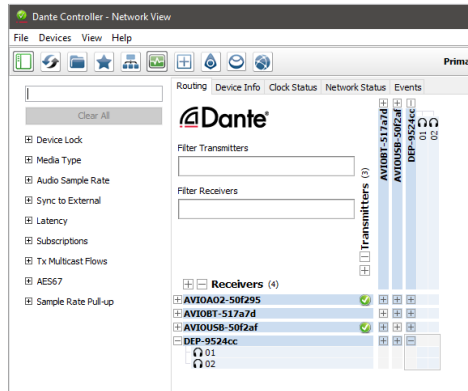 Dante Controller - Network View
File Devices View Help
Prima
Routing Device Info Clock Status Network Status Events
Clear All
Device Lock
Media Type
Audio Sample Rate
Sync to External
Latency
Subscriptions
Tx Multicast Flows
AES67
Sample Rate Pull-up
Dante
Filter Transmitters
Filter Receivers
Transmitters (3)
AVIOBT-517a7d
AVIOUSB-50f2af
DEP-9524cc
01
02
Receivers (4)
AVIOAO2-50f295
AVIOBT-517a7d
AVIOUSB-50f2af
DEP-9524cc
01
02